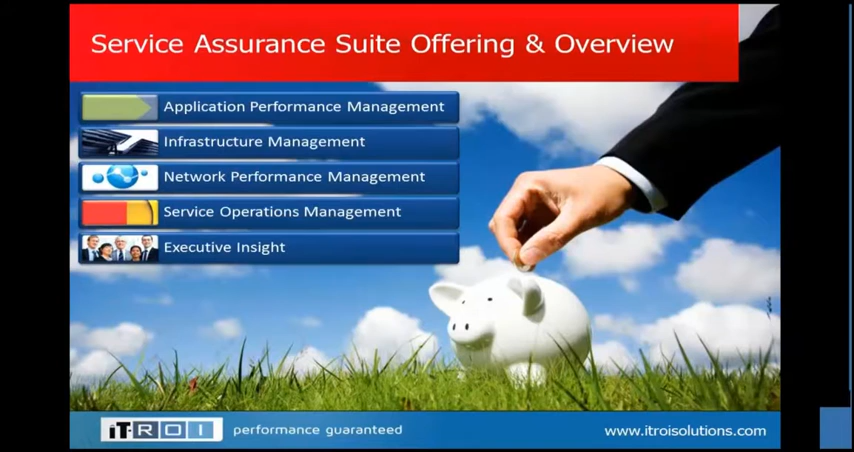 Service Assurance Suite Offering & Overview
Application Performance Management
Infrastructure Management
Network Performance Management
Service Operations Management
Executive Insight
iT-ROI performance guaranteed www.itroisolutions.com